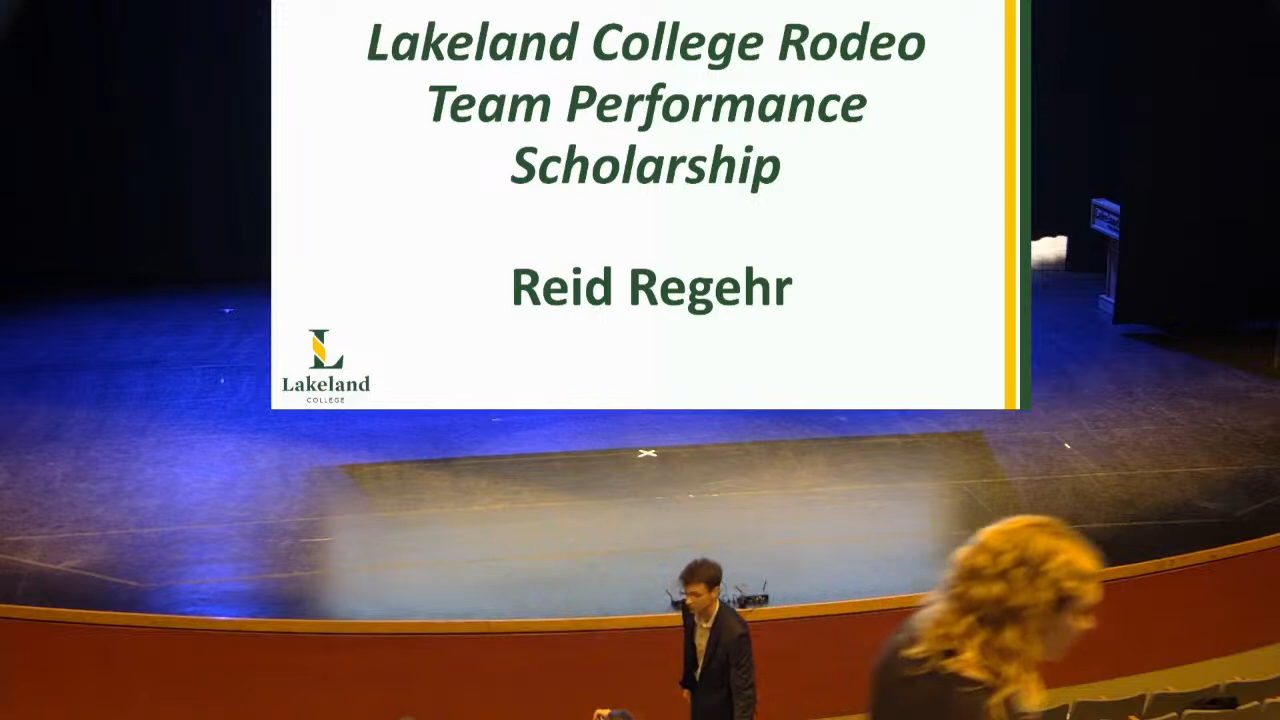 Lakeland College Rodeo
Team Performance
Scholarship
Reid Regehr
Lakeland
COLLEGE